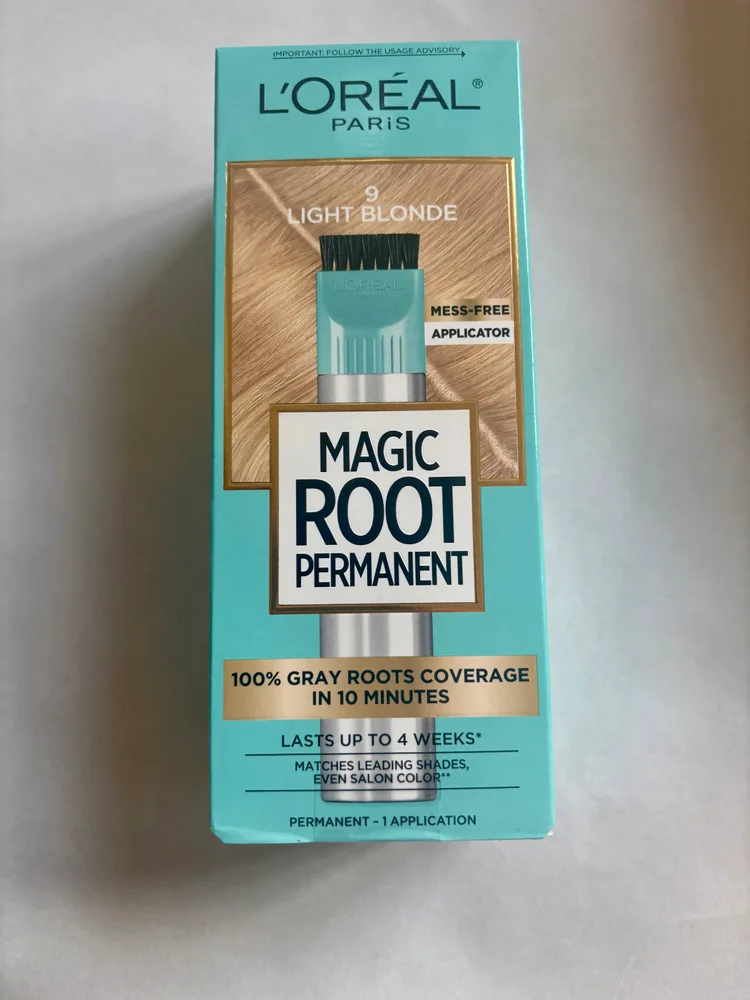 IMPORTANT: FOLLOW THE USAGE ADVISORY
L'ORÉAL®
PARiS
9
LIGHT BLONDE
L'ORÉAL
MESS-FREE
APPLICATOR
MAGIC
ROOT
PERMANENT
100% GRAY ROOTS COVERAGE
IN 10 MINUTES
LASTS UP TO 4 WEEKS*
MATCHES LEADING SHADES,
EVEN SALON COLOR**
PERMANENT - 1 APPLICATION